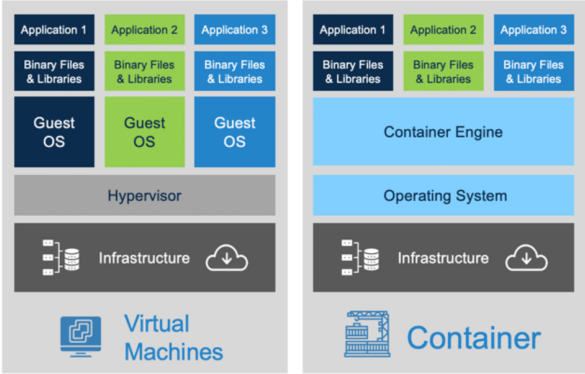 Application 1
Application 2
Application 3
Binary Files
& Libraries
Binary Files
& Libraries
Binary Files
& Libraries
Guest
OS
Guest
OS
Guest
OS
Hypervisor
Infrastructure
Virtual
Machines
Application 1
Application 2
Application 3
Binary Files
& Libraries
Binary Files
& Libraries
Binary Files
& Libraries
Container Engine
Operating System
Infrastructure
Container